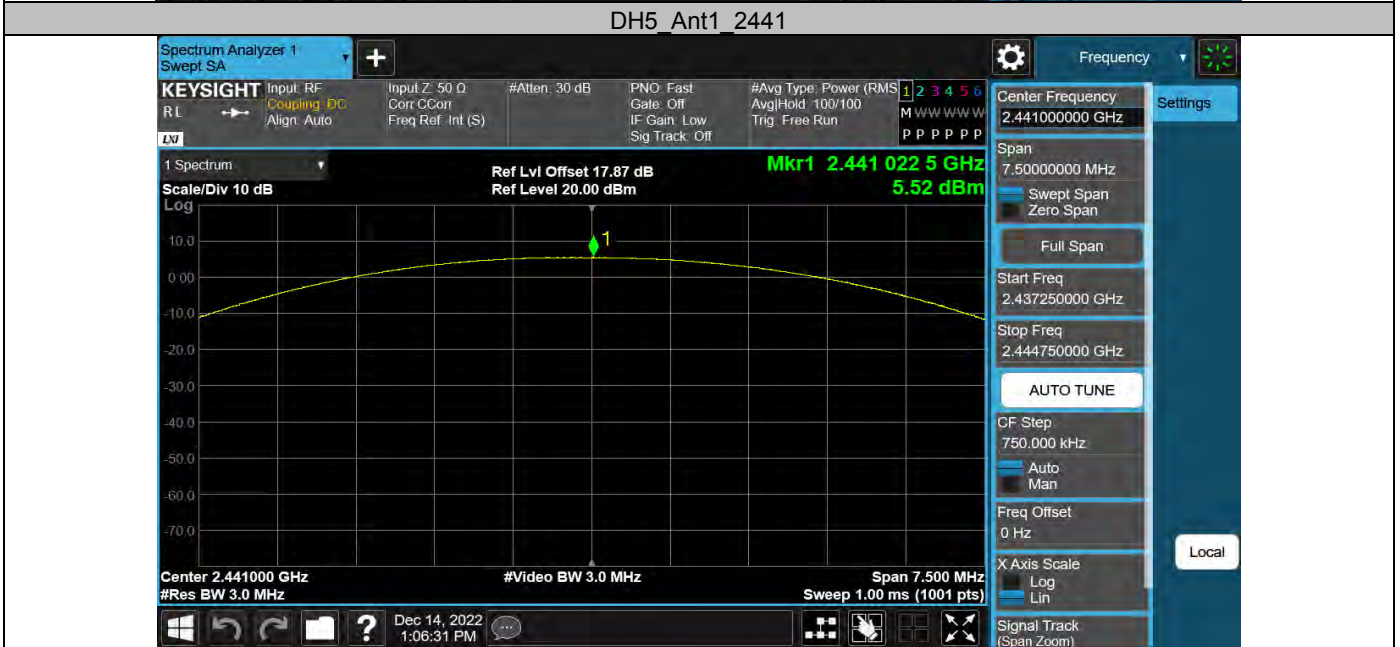 DH5_Ant1_2441
Spectrum Analyzer 1
Swept SA
Frequency
KEYSIGHT
RL
LXI
Input: RF
Coupling: DC
Align: Auto
Input Z: 50 Ω
Corr CCorr
Freq Ref: Int (S)
#Atten: 30 dB
PNO: Fast
Gate: Off
IF Gain: Low
Sig Track: Off
#Avg Type: Power (RMS
Avg|Hold: 100/100
Trig: Free Run
1 2 3 4 5 6
M W W W W W
P P P P P P
Center Frequency
2.441000000 GHz
Settings
1 Spectrum
Scale/Div 10 dB
Log
Ref Lvl Offset 17.87 dB
Ref Level 20.00 dBm
Mkr1 2.441 022 5 GHz
5.52 dBm
1
10.0
0.00
-10.0
-20.0
-30.0
-40.0
-50.0
-60.0
-70.0
Span
7.50000000 MHz
Swept Span
Zero Span
Full Span
Start Freq
2.437250000 GHz
Stop Freq
2.444750000 GHz
AUTO TUNE
CF Step
750.000 kHz
Auto
Man
Freq Offset
0 Hz
X Axis Scale
Log
Lin
Local
Signal Track
(Span Zoom)
Center 2.441000 GHz
#Res BW 3.0 MHz
#Video BW 3.0 MHz
Span 7.500 MHz
Sweep 1.00 ms (1001 pts)
?
Dec 14, 2022
1:06:31 PM